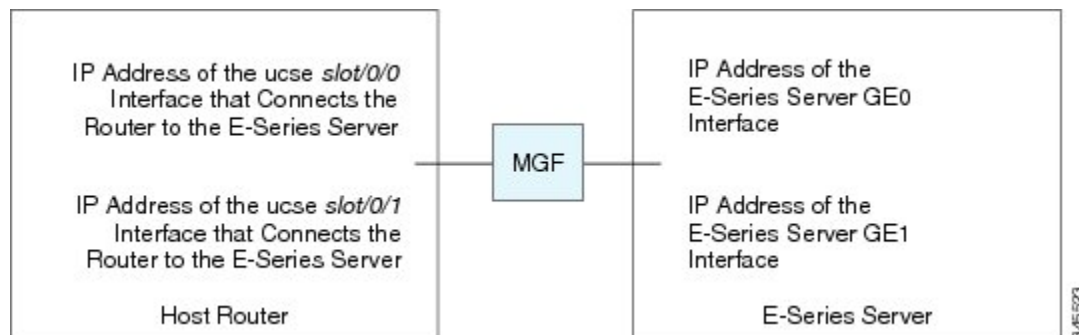 IP Address of the ucse slot/0/0
Interface that Connects the
Router to the E-Series Server
IP Address of the ucse slot/0/1
Interface that Connects the
Router to the E-Series Server
Host Router
MGF
IP Address of the
E-Series Server GE0
Interface
IP Address of the
E-Series Server GE1
Interface
E-Series Server